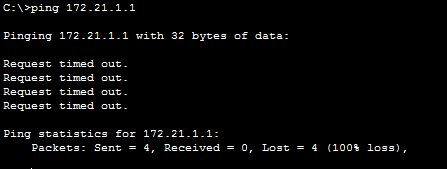 C:\>ping 172.21.1.1
Pinging 172.21.1.1 with 32 bytes of data:
Request timed out.
Request timed out.
Request timed out.
Request timed out.
Ping statistics for 172.21.1.1:
Packets: Sent = 4, Received = 0, Lost = 4 (100% loss),